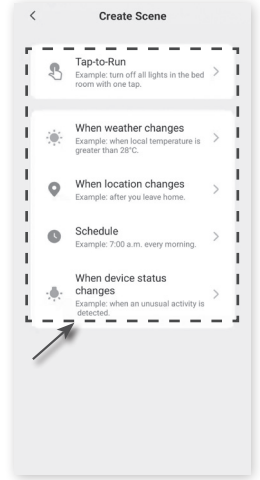 Create Scene
Tap-to-Run
Example: turn off all lights in the bed
room with one tap.
When weather changes
Example: when local temperature is
greater than 28°C.
When location changes
Example: after you leave home.
Schedule
Example: 7:00 a.m. every morning.
When device status
changes
Example: when an unusual activity is
detected.